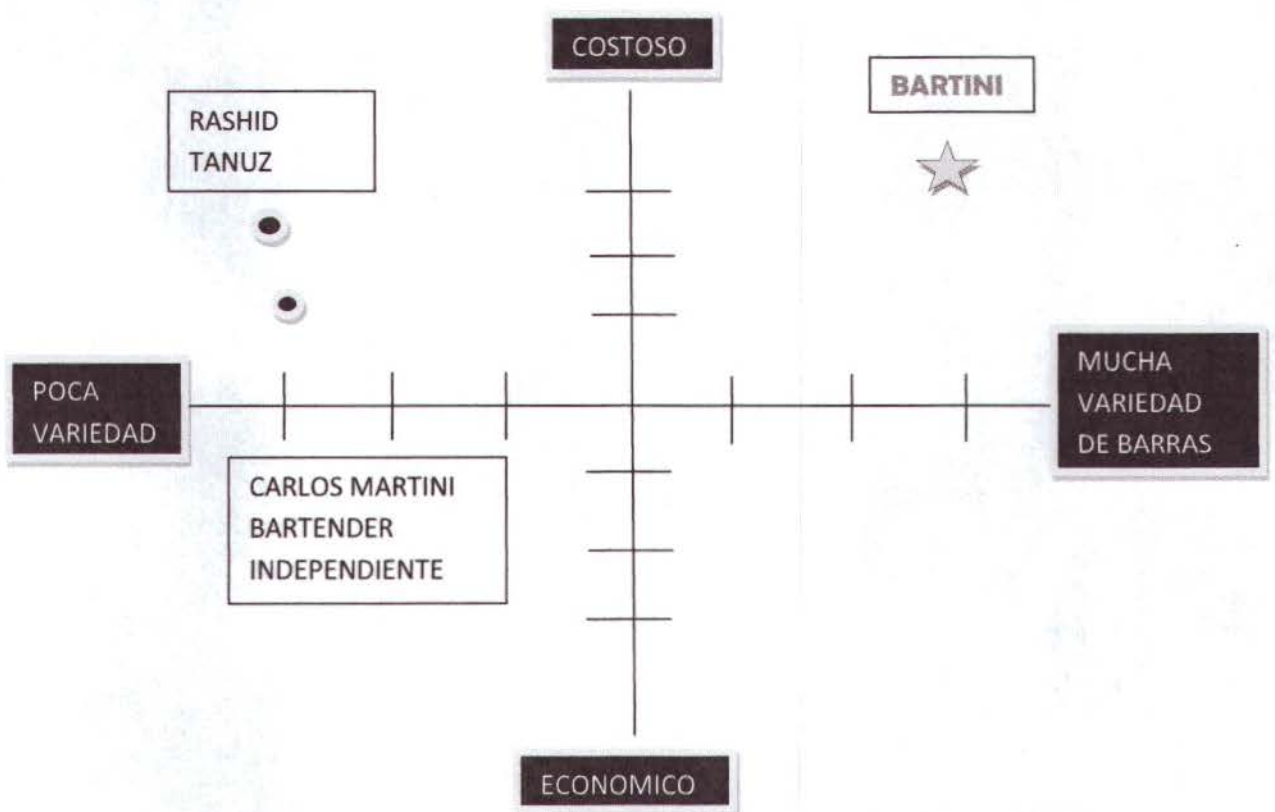 COSTOSO
BARTINI
RASHID
TANUZ
POCA
VARIEDAD
MUCHA
VARIEDAD
DE BARRAS
CARLOS MARTINI
BARTENDER
INDEPENDIENTE
ECONOMICO